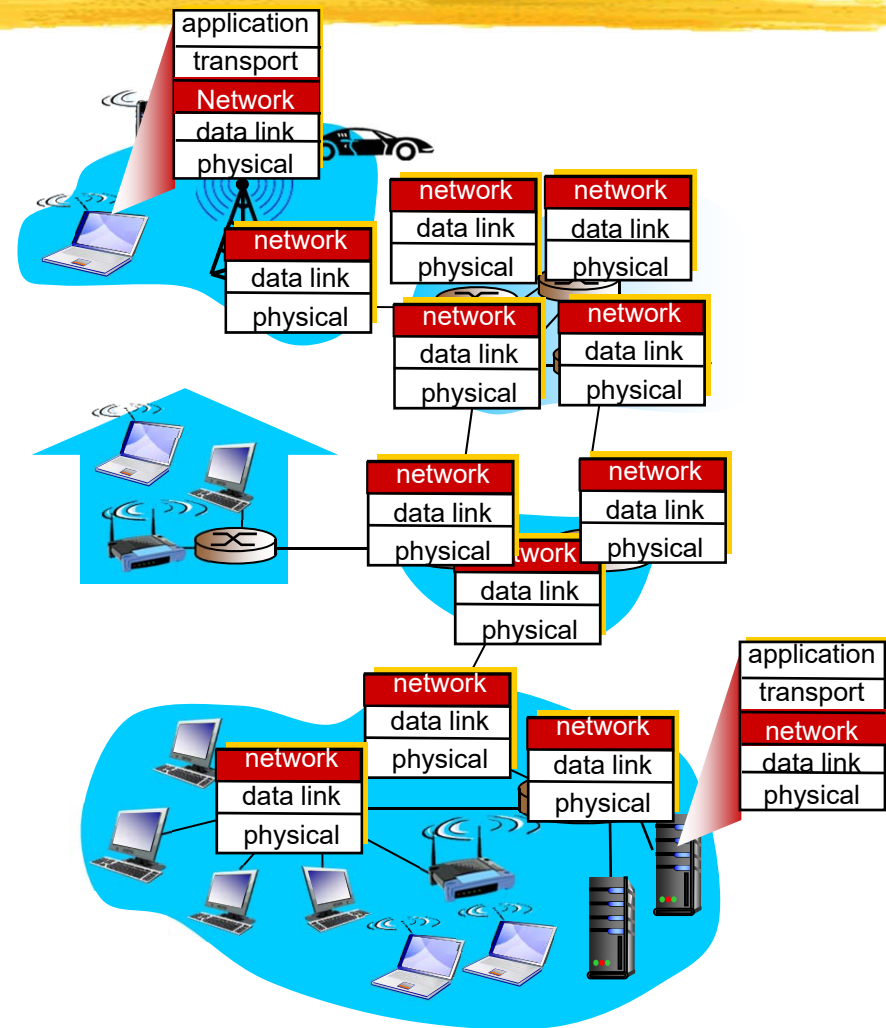 application
transport
Network
data link
physical
network
data link
physical
network
data link
physical
network
data link
physical
network
data link
physical
network
data link
physical
network
data link
physical
network
data link
physical
twork
data link
physical
application
transport
network
data link
physical
network
data link
physical
network
data link
physical
network
data link
physical